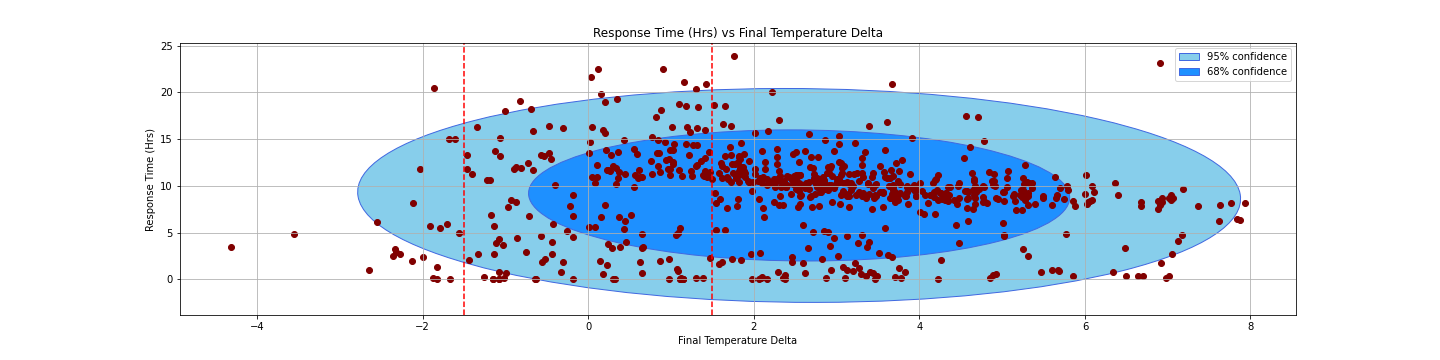 Response Time (Hrs) vs Final Temperature Delta
95% confidence
68% confidence
Response Time (Hrs)
25
20
15
10
5
0
−4
−2
0
2
4
6
8
Final Temperature Delta